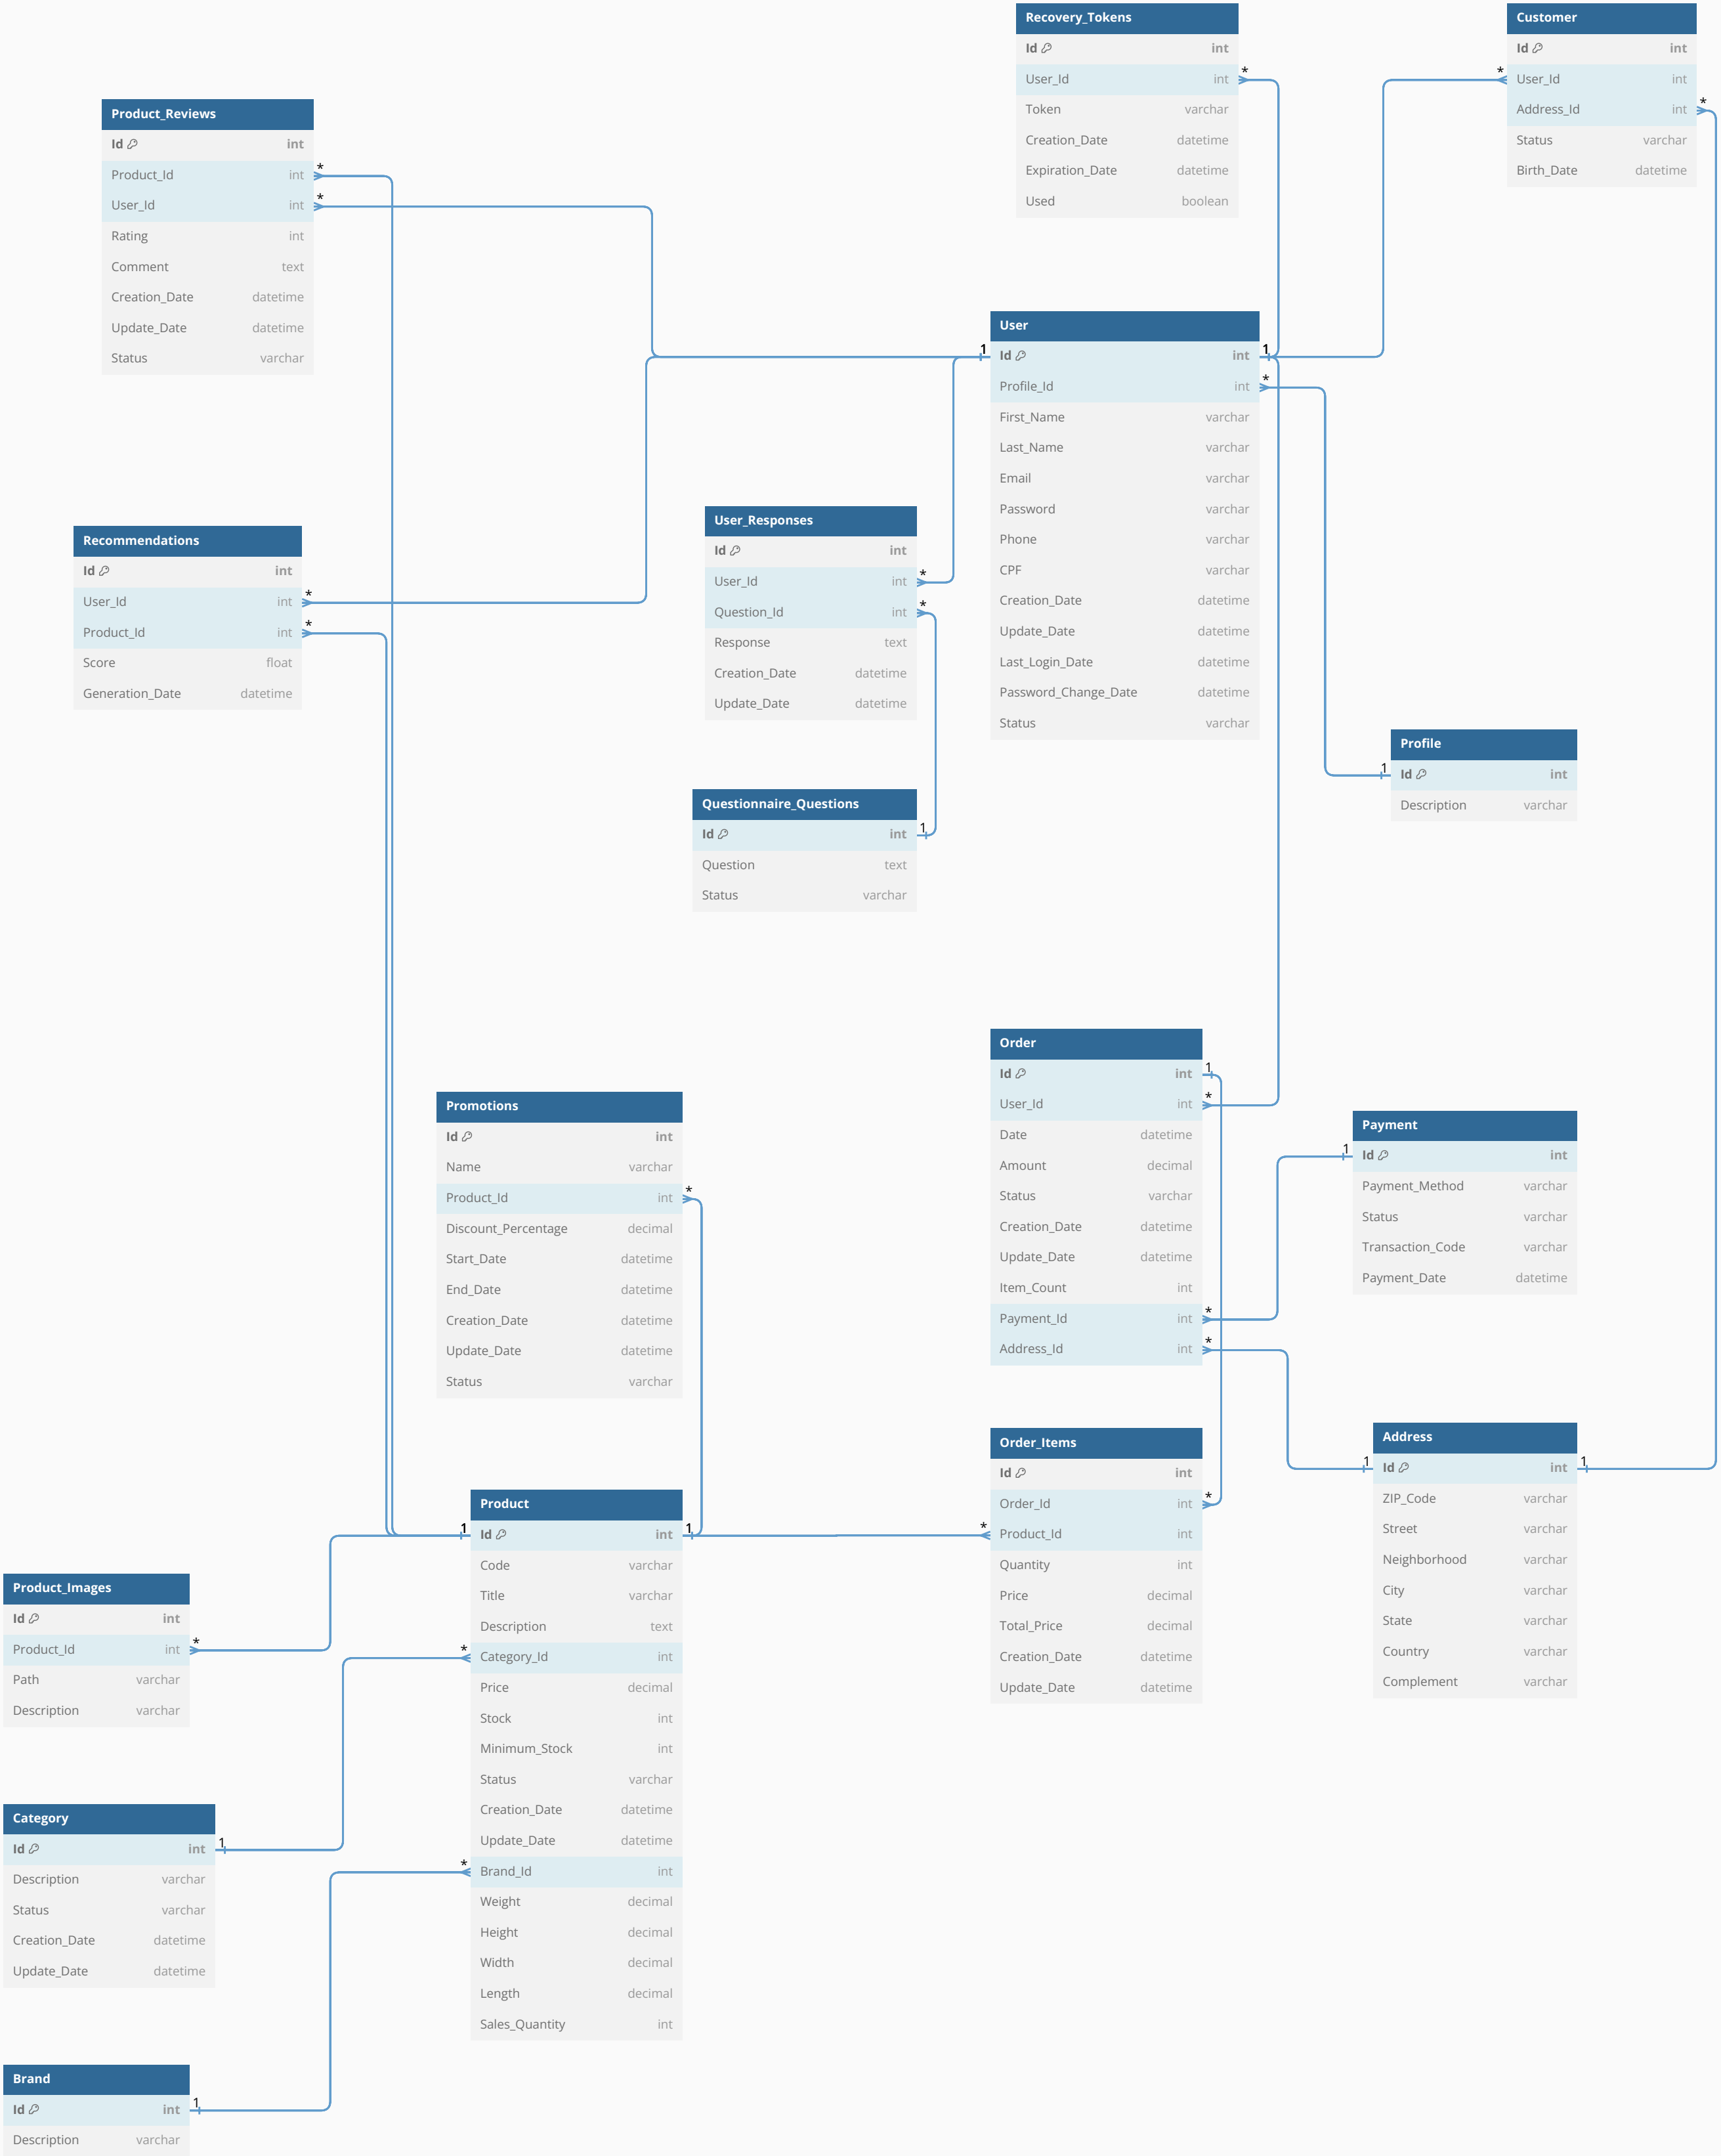 Recovery_Tokens
Id int
User_Id int *
Token varchar
Creation_Date datetime
Expiration_Date datetime
Used boolean
Customer
Id int
* User_Id int
Address_Id int *
Status varchar
Birth_Date datetime
Product_Reviews
Id int
Product_Id int *
User_Id int *
Rating int
Comment text
Creation_Date datetime
Update_Date datetime
Status varchar
User
1 Id int 1
Profile_Id int *
First_Name varchar
Last_Name varchar
Email varchar
Password varchar
Phone varchar
CPF varchar
Creation_Date datetime
Update_Date datetime
Last_Login_Date datetime
Password_Change_Date datetime
Status varchar
User_Responses
Id int
User_Id int *
Question_Id int *
Response text
Creation_Date datetime
Update_Date datetime
Recommendations
Id int
User_Id int *
Product_Id int *
Score float
Generation_Date datetime
Profile
1 Id int
Description varchar
Questionnaire_Questions
Id int 1
Question text
Status varchar
Order
Id int 1
User_Id int *
Date datetime
Amount decimal
Status varchar
Creation_Date datetime
Update_Date datetime
Item_Count int
Payment_Id int *
Address_Id int *
Promotions
Id int
Name varchar
Product_Id int *
Discount_Percentage decimal
Start_Date datetime
End_Date datetime
Creation_Date datetime
Update_Date datetime
Status varchar
Payment
1 Id int
Payment_Method varchar
Status varchar
Transaction_Code varchar
Payment_Date datetime
Address
1 Id int 1
ZIP_Code varchar
Street varchar
Neighborhood varchar
City varchar
State varchar
Country varchar
Complement varchar
Order_Items
Id int
Order_Id int *
* Product_Id int
Quantity int
Price decimal
Total_Price decimal
Creation_Date datetime
Update_Date datetime
Product
1 Id int 1
Code varchar
Title varchar
Description text
* Category_Id int
Price decimal
Stock int
Minimum_Stock int
Status varchar
Creation_Date datetime
Update_Date datetime
* Brand_Id int
Weight decimal
Height decimal
Width decimal
Length decimal
Sales_Quantity int
Product_Images
Id int
Product_Id int *
Path varchar
Description varchar
Category
Id int 1
Description varchar
Status varchar
Creation_Date datetime
Update_Date datetime
Brand
Id int 1
Description varchar